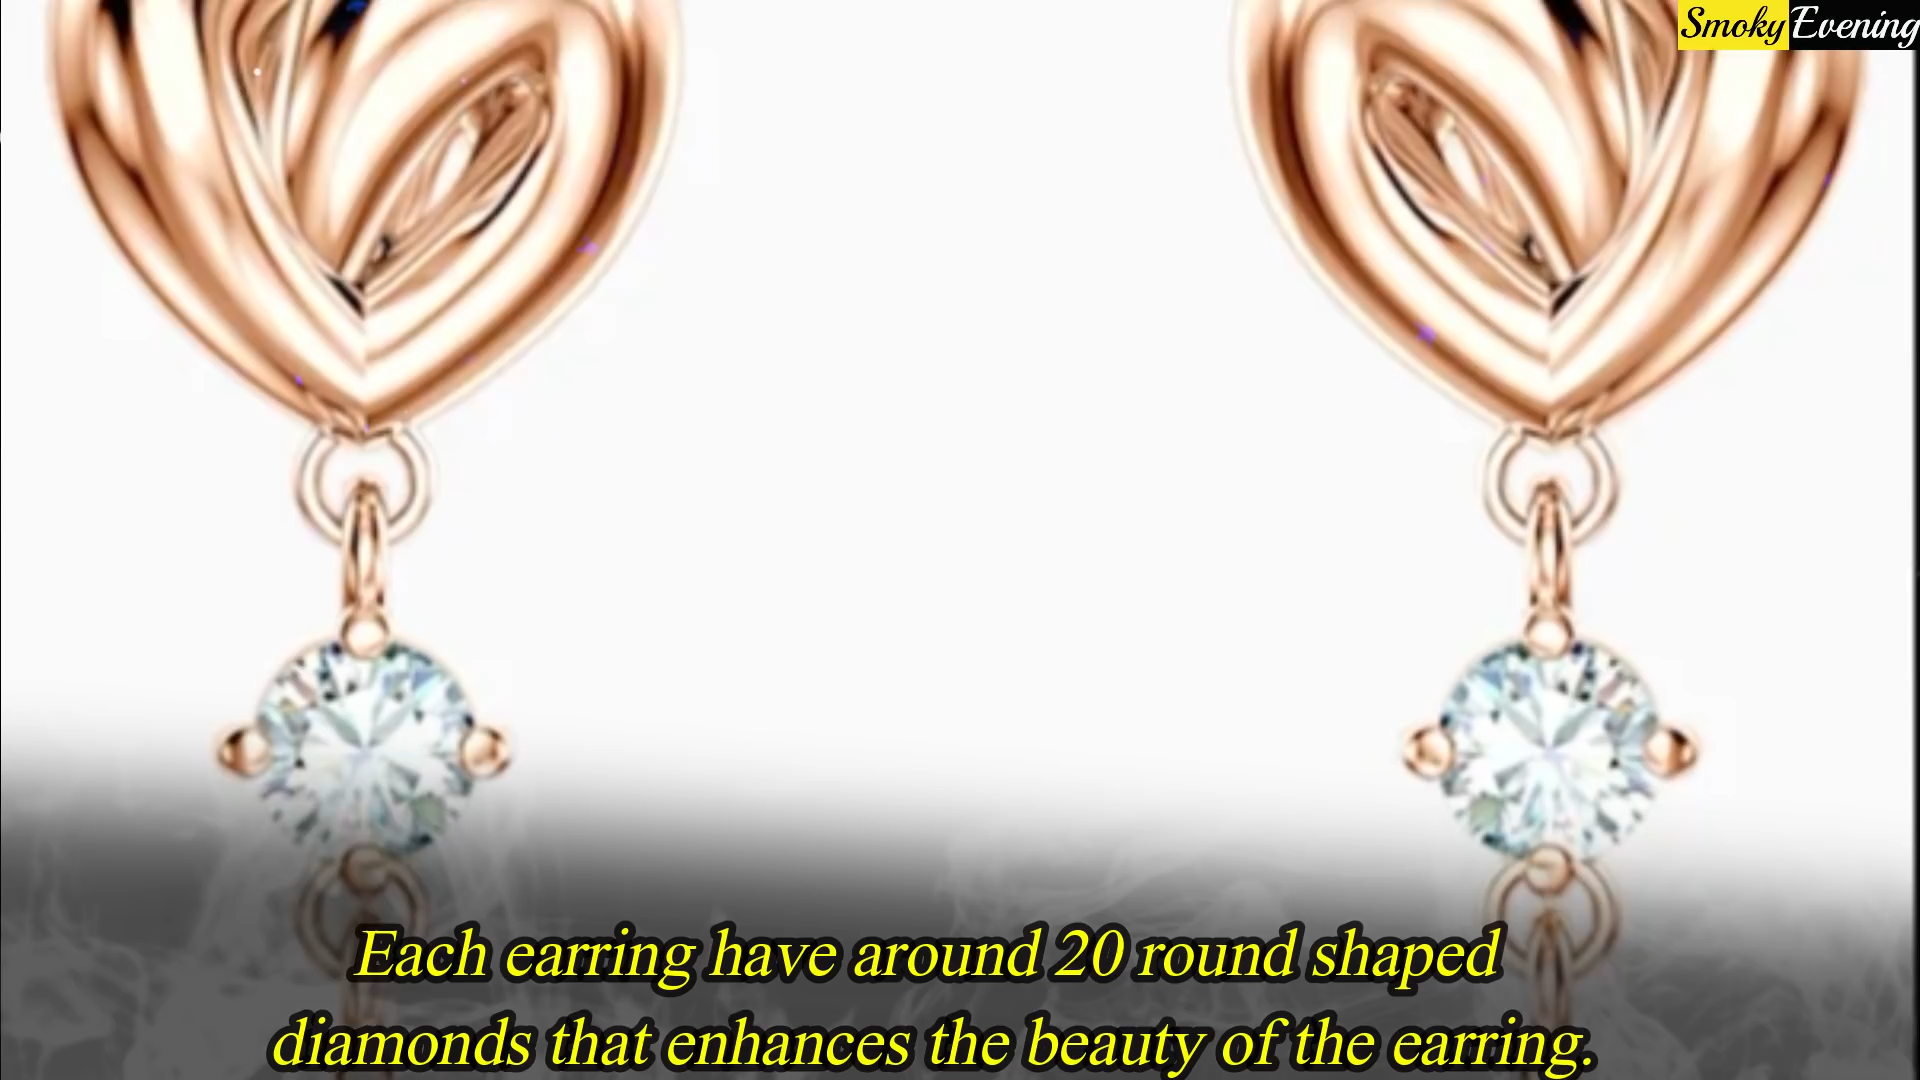 Smoky Evening
Each earring have around 20 round shaped
diamonds that enhances the beauty of the earring.